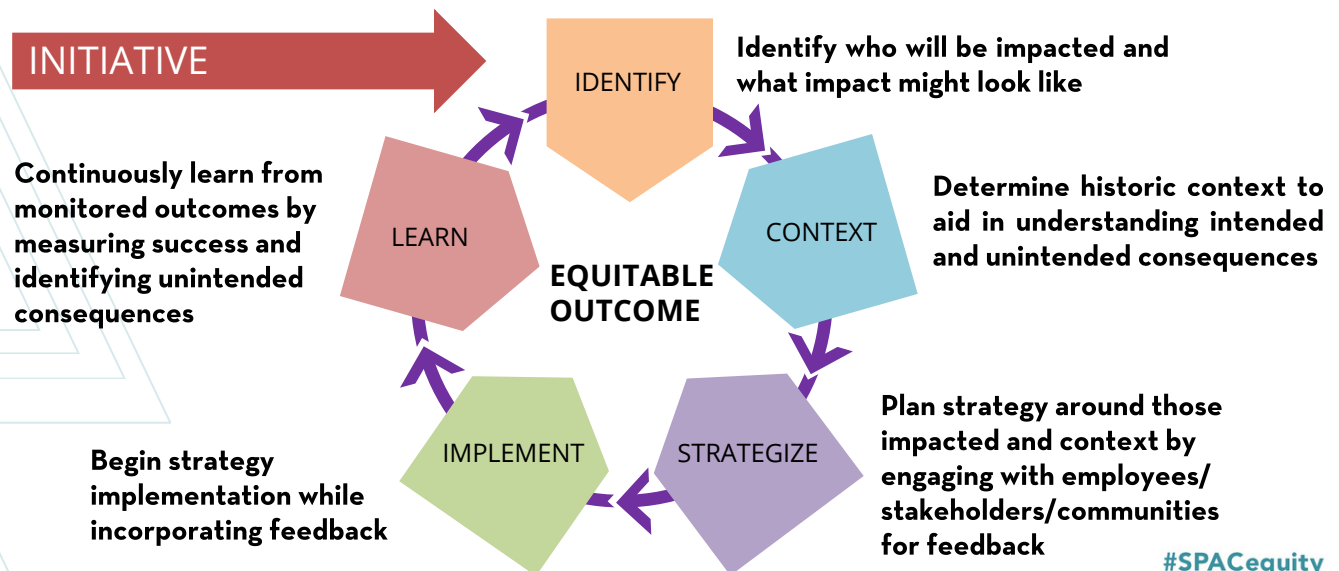 INITIATIVE
IDENTIFY
Identify who will be impacted and
what impact might look like
CONTEXT
Determine historic context to
aid in understanding intended
and unintended consequences
STRATEGIZE
Plan strategy around those
impacted and context by
engaging with employees/
stakeholders/communities
for feedback
IMPLEMENT
Begin strategy
implementation while
incorporating feedback
LEARN
Continuously learn from
monitored outcomes by
measuring success and
identifying unintended
consequences
EQUITABLE
OUTCOME
#SPACequity